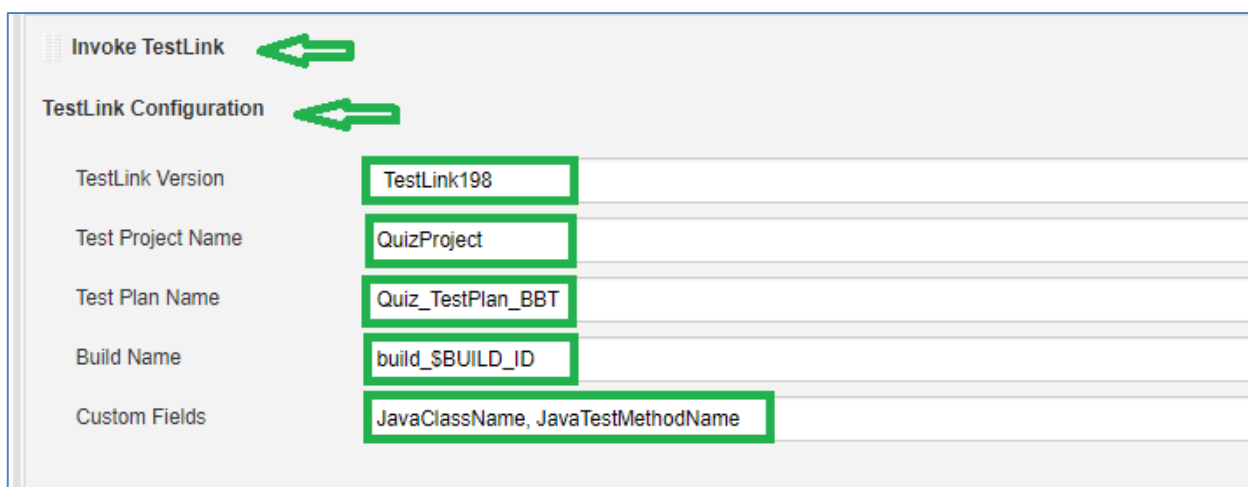 Invoke TestLink
TestLink Configuration
TestLink Version TestLink198
Test Project Name QuizProject
Test Plan Name Quiz_TestPlan_BBT
Build Name build_$BUILD_ID
Custom Fields JavaClassName, JavaTestMethodName